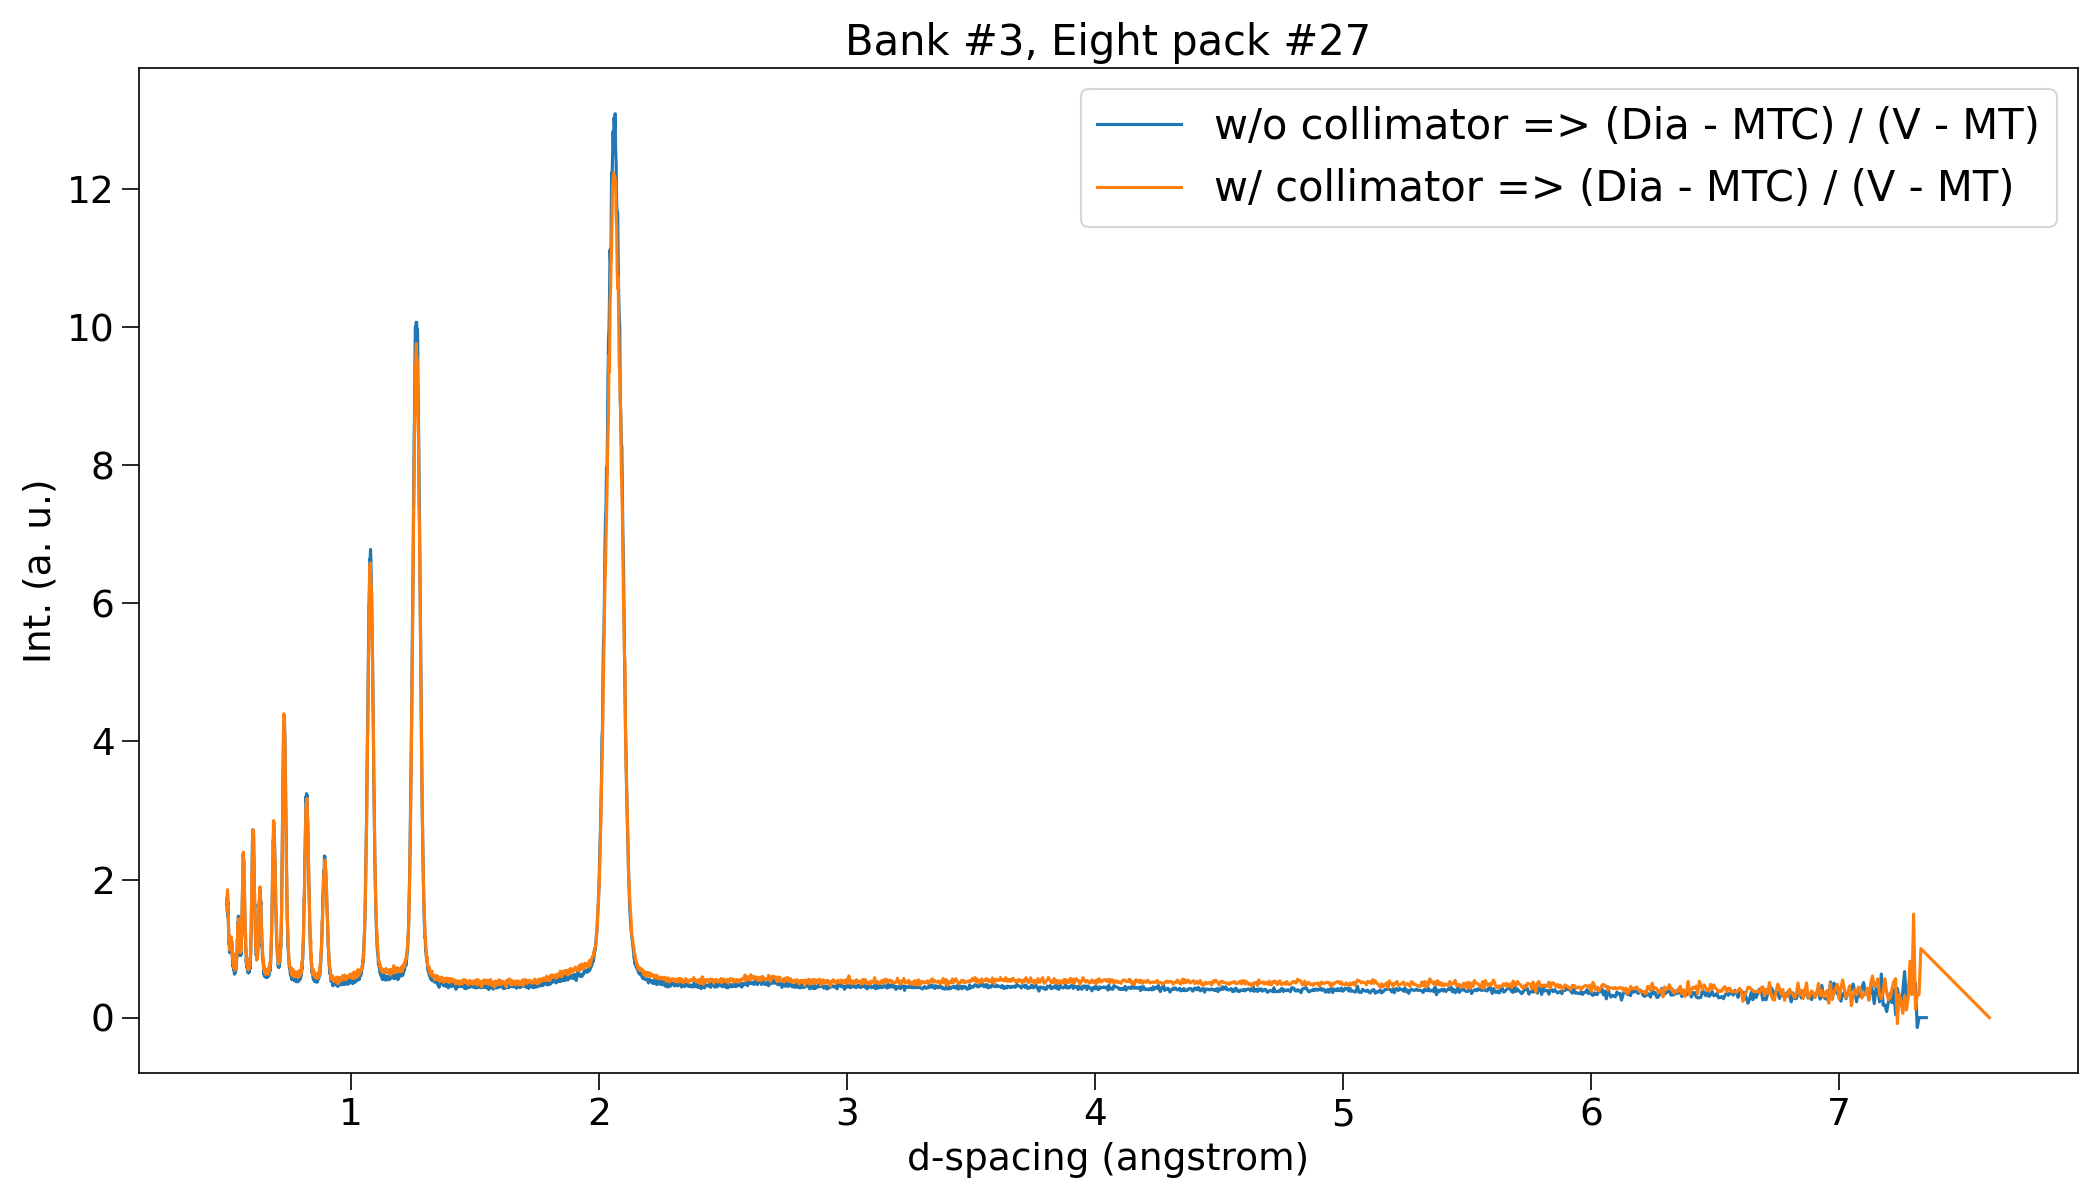 Bank #3, Eight pack #27
w/o collimator => (Dia - MTC) / (V - MT)
w/ collimator => (Dia - MTC) / (V - MT)
Int. (a. u.)
12
10
8
6
4
2
0
1 2 3 4 5 6 7
d-spacing (angstrom)